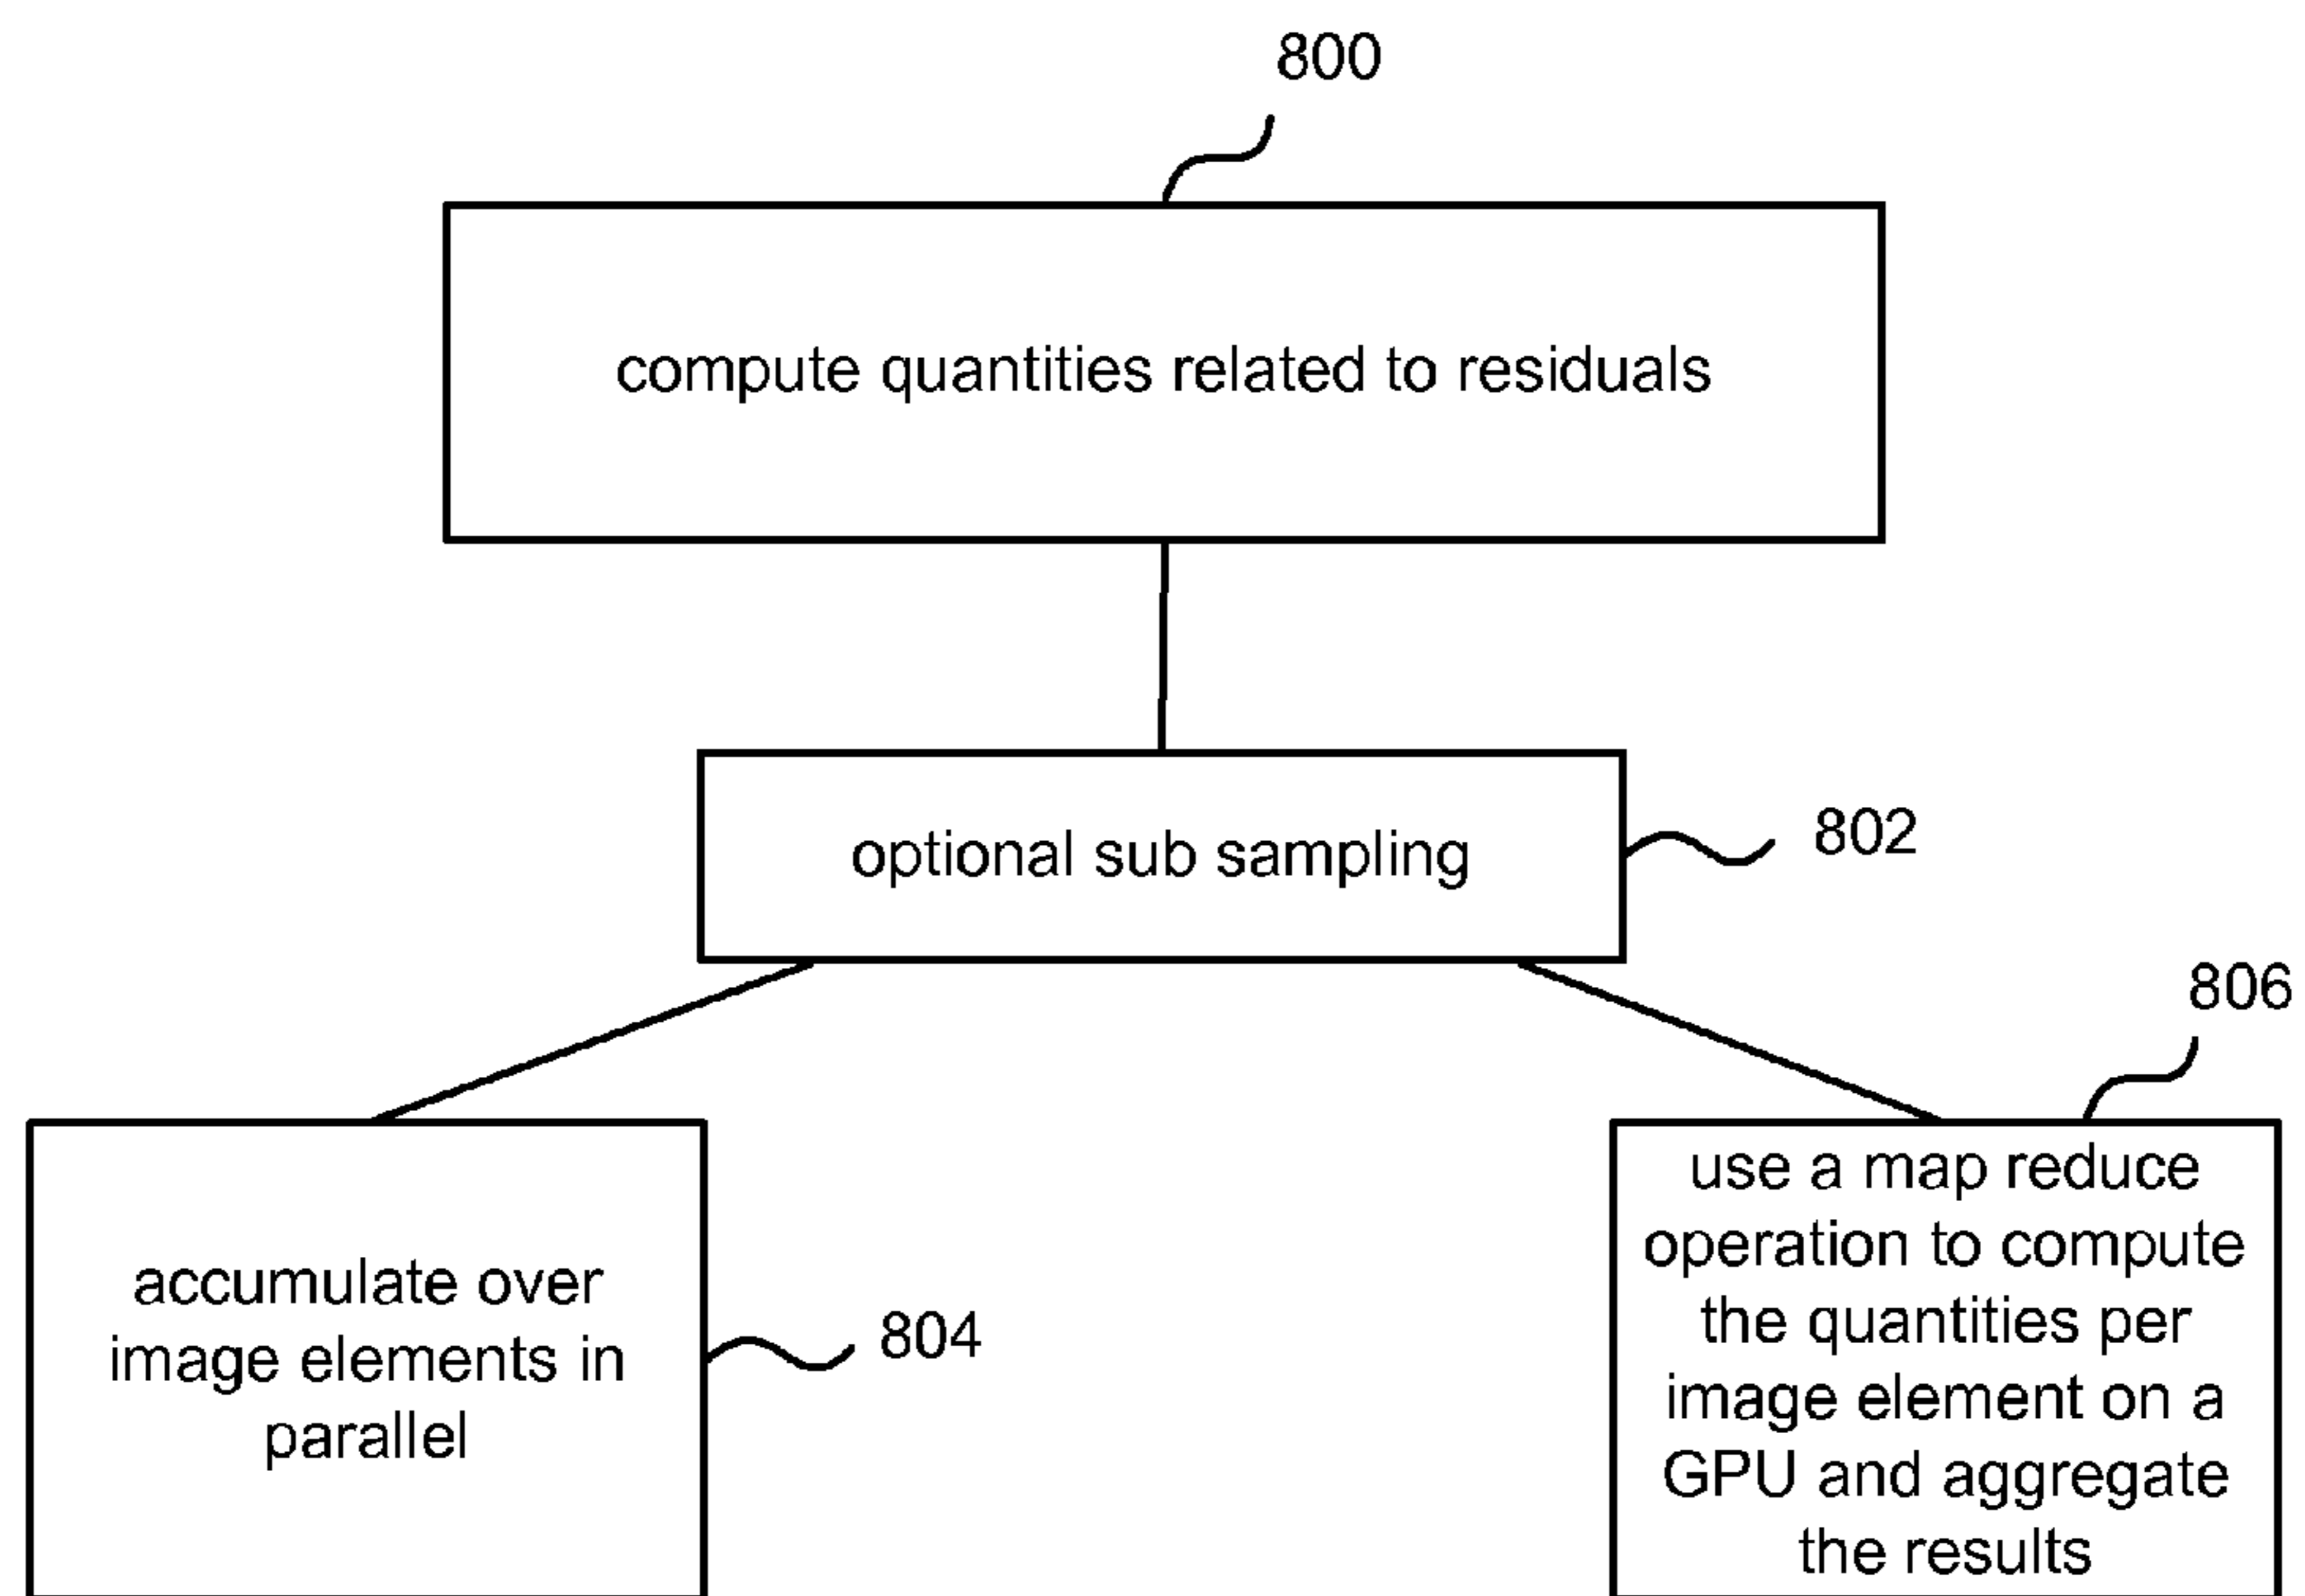 800
compute quantities related to residuals
optional sub sampling
802
806
accumulate over
image elements in
parallel
804
use a map reduce
operation to compute
the quantities per
image element on a
GPU and aggregate
the results